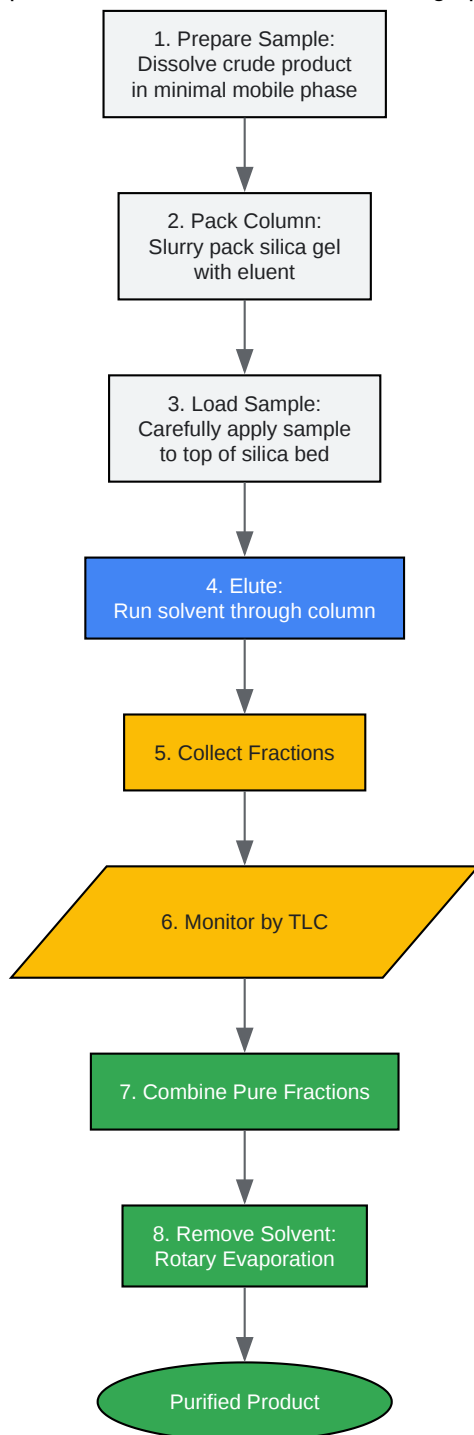 1. Prepare Sample:
Dissolve crude product
in minimal mobile phase
2. Pack Column:
Slurry pack silica gel
with eluent
3. Load Sample:
Carefully apply sample
to top of silica bed
4. Elute:
Run solvent through column
5. Collect Fractions
6. Monitor by TLC
7. Combine Pure Fractions
8. Remove Solvent:
Rotary Evaporation
Purified Product